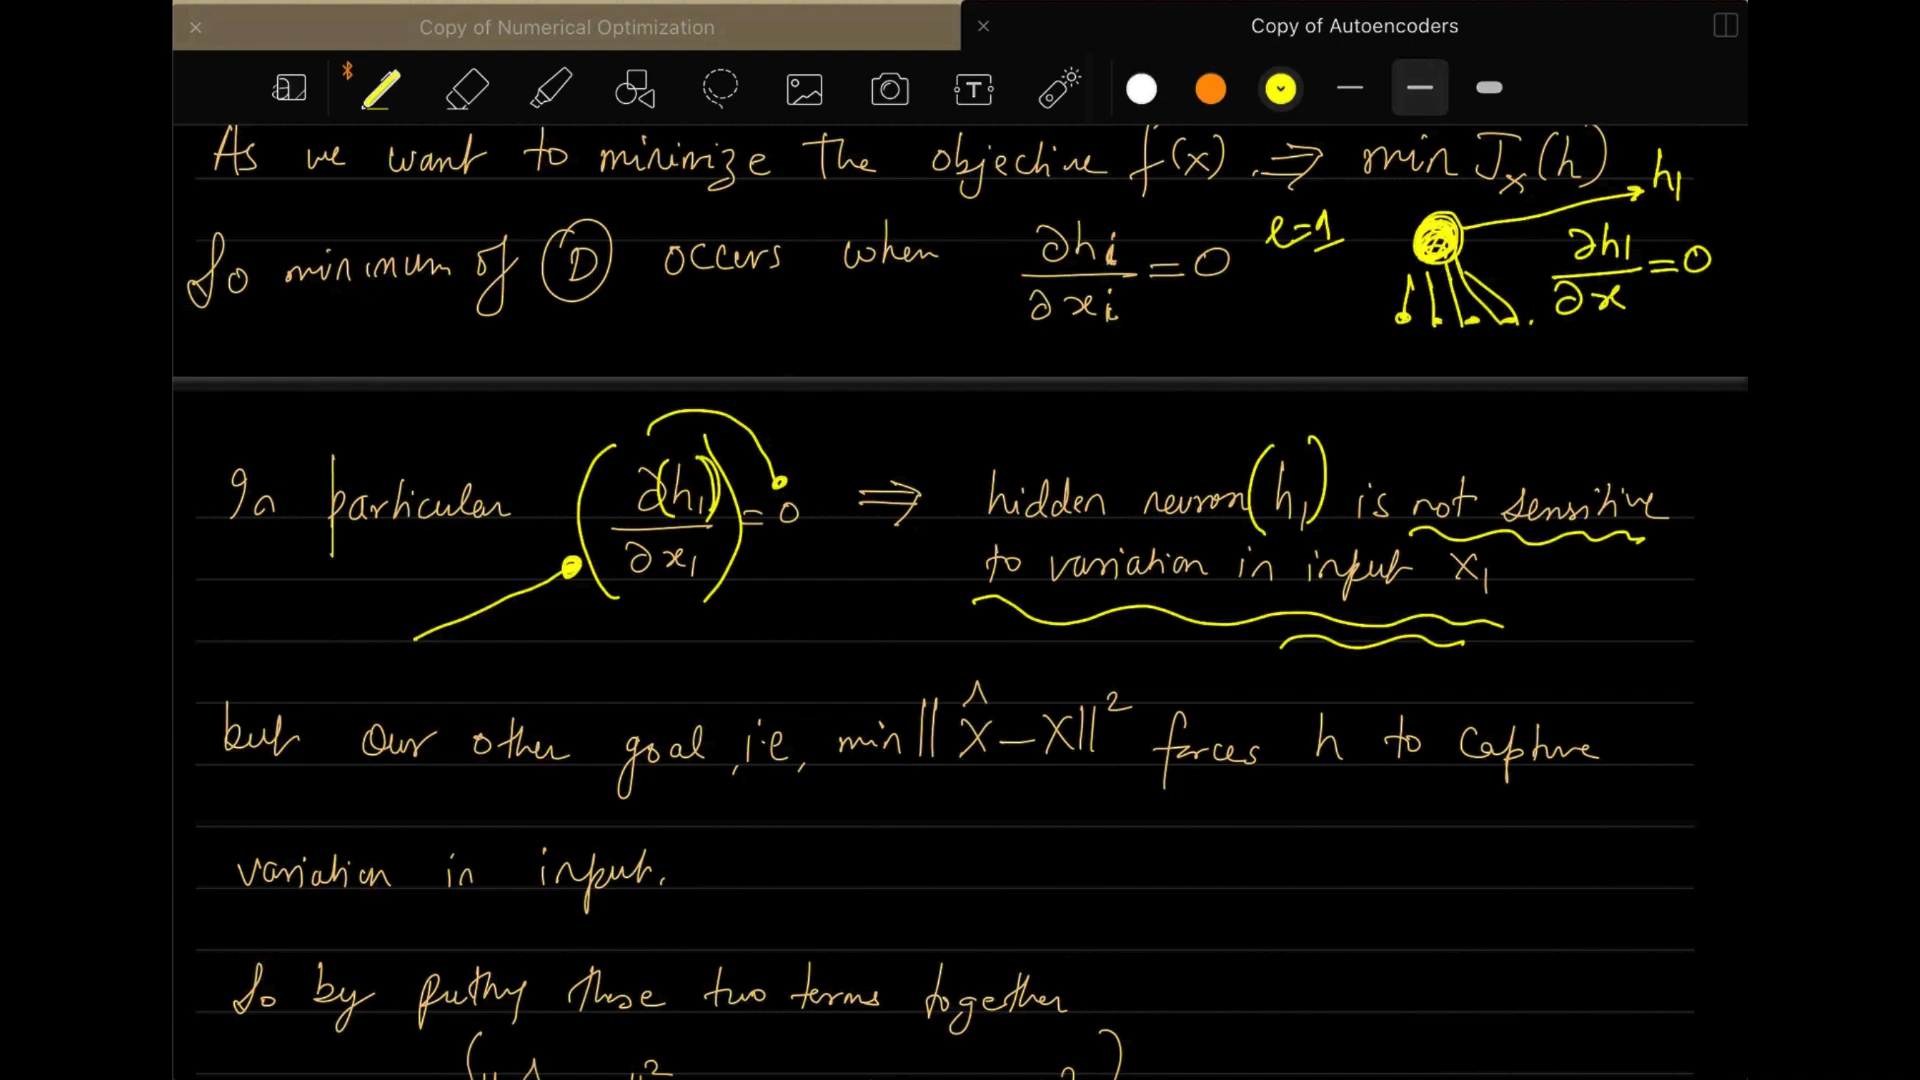 Copy of Numerical Optimization
Copy of Autoencoders
As we want to minimize the objective f(x) ⇒ min J_x(h)
h1
So minimum of (D) occurs when ∂hi/∂xi = 0
l=1
∂h1/∂x = 0
In particular (∂(h1)/∂x1) = 0 ⇒ hidden neuron (h1) is not sensitive
to variation in input x1
but our other goal, i.e, min ||X̂ − X||² forces h to capture
variation in input.
So by putting these two terms together